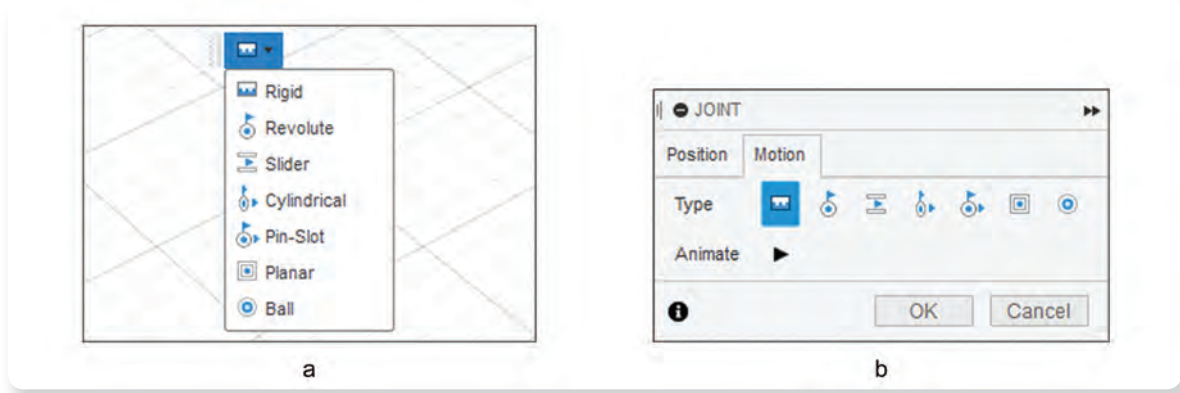 Rigid
Revolute
Slider
Cylindrical
Pin-Slot
Planar
Ball
a
JOINT
Position Motion
Type
Animate
OK Cancel
b